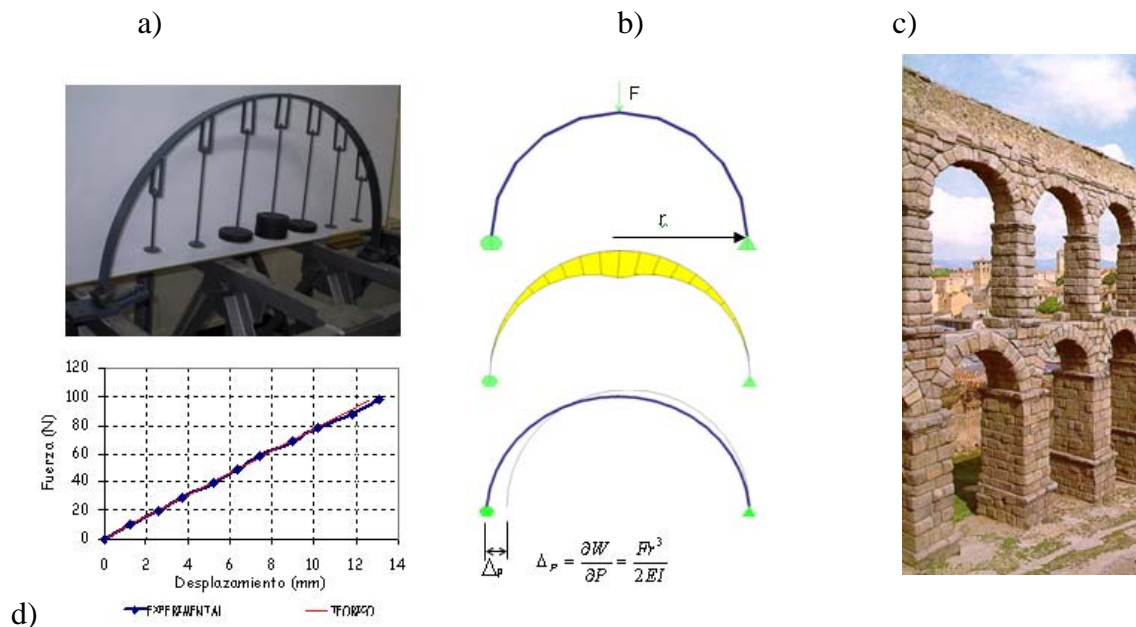 a) b) c)
F
r
120
100
80
60
40
20
0
Fuerza (N)
0 2 4 6 8 10 12 14
Desplazamiento (mm)
EXPERIMENTAL TEORICO
Δ_P
Δ_P = ∂W/∂P = Fr³/2EI
d)